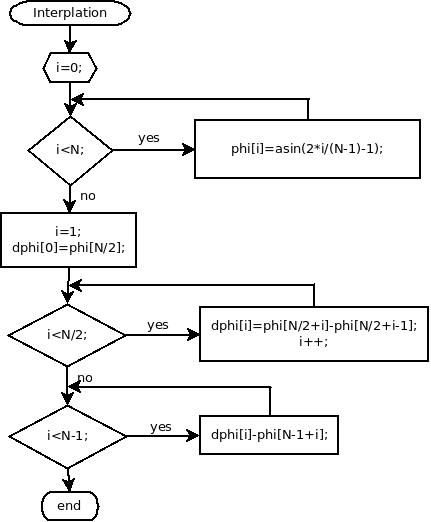 Interplation
i=0;
i<N;
yes
phi[i]=asin(2*i/(N-1)-1);
no
i=1;
dphi[0]=phi[N/2];
i<N/2;
yes
dphi[i]=phi[N/2+i]-phi[N/2+i-1];
i++;
no
i<N-1;
yes
dphi[i]-phi[N-1+i];
end